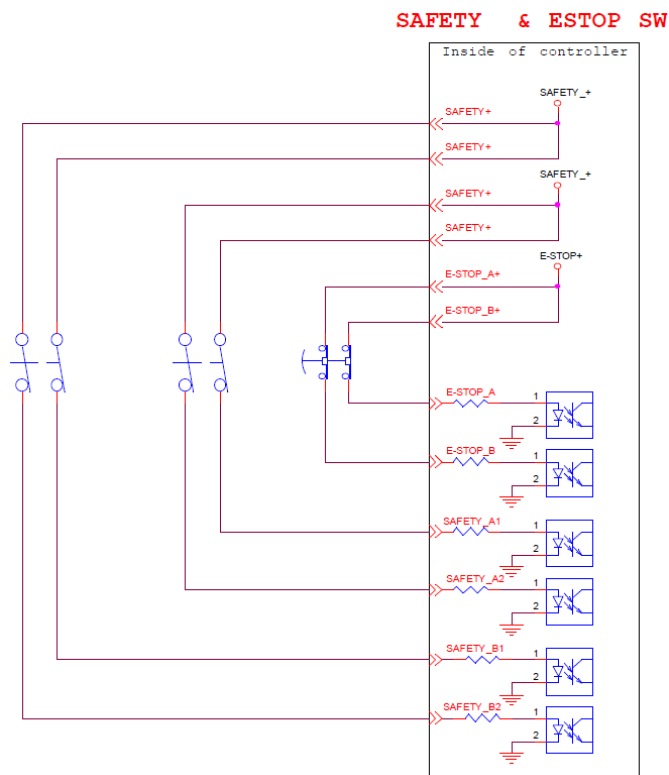 SAFETY & ESTOP SW
Inside of controller
SAFETY_+
SAFETY+
SAFETY+
SAFETY_+
SAFETY+
SAFETY+
E-STOP+
E-STOP_A+
E-STOP_B+
E-STOP_A
1
2
E-STOP_B
1
2
SAFETY_A1
1
2
SAFETY_A2
1
2
SAFETY_B1
1
2
SAFETY_B2
1
2